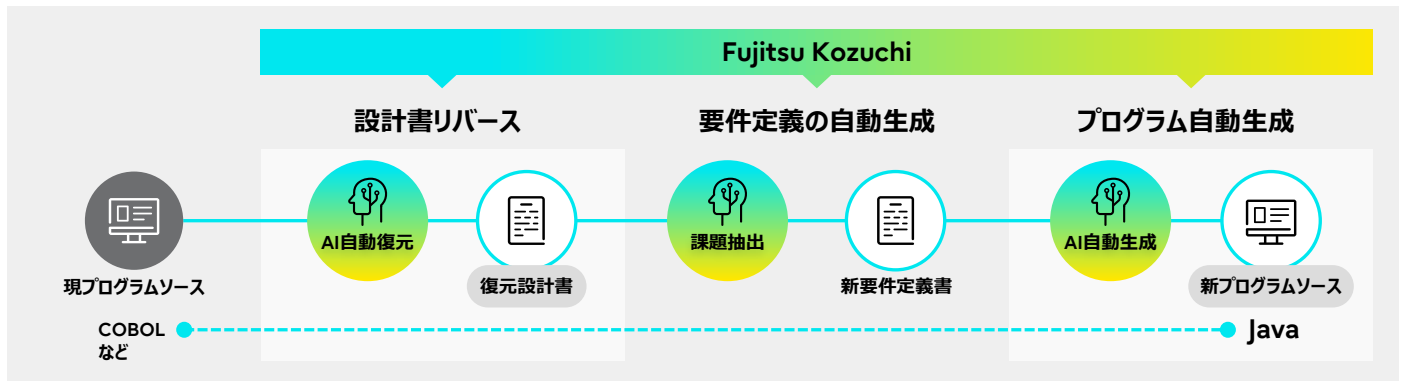 Fujitsu Kozuchi
設計書リバース
要件定義の自動生成
プログラム自動生成
AI自動復元
課題抽出
AI自動生成
現プログラムソース
復元設計書
新要件定義書
新プログラムソース
COBOL
など
Java